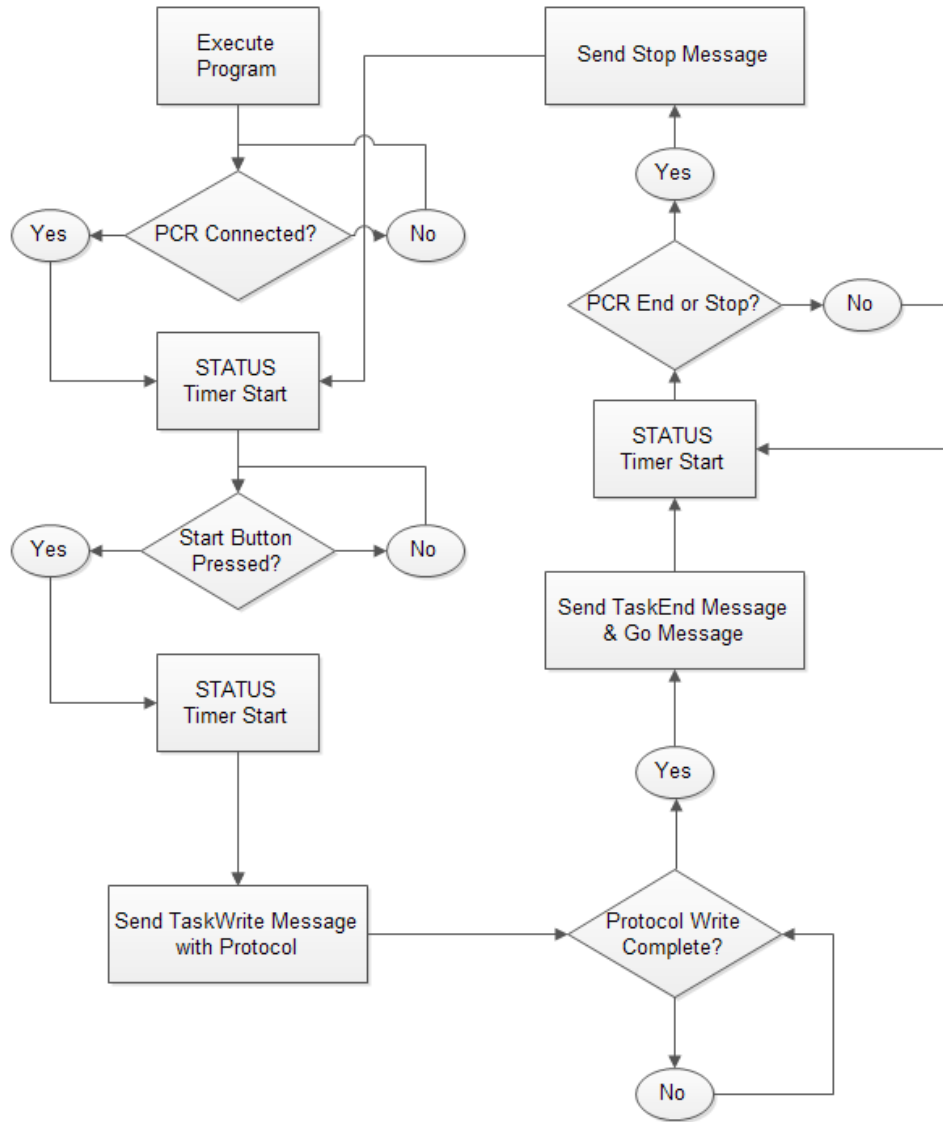 Execute
Program
Send Stop Message
Yes
Yes
PCR Connected?
No
PCR End or Stop?
No
STATUS
Timer Start
STATUS
Timer Start
Yes
Start Button
Pressed?
No
Send TaskEnd Message
& Go Message
STATUS
Timer Start
Yes
Send TaskWrite Message
with Protocol
Protocol Write
Complete?
No